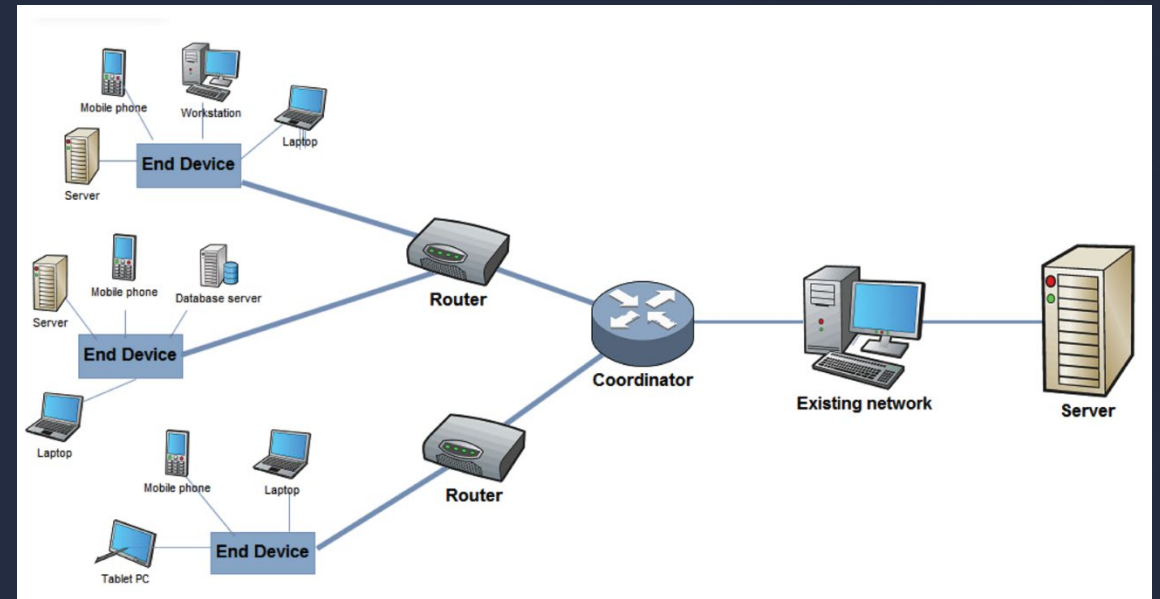 Mobile phone
Workstation
Laptop
Server
End Device
Router
Mobile phone
Database server
Server
End Device
Laptop
Coordinator
Existing network
Server
Mobile phone
Laptop
Router
End Device
Tablet PC